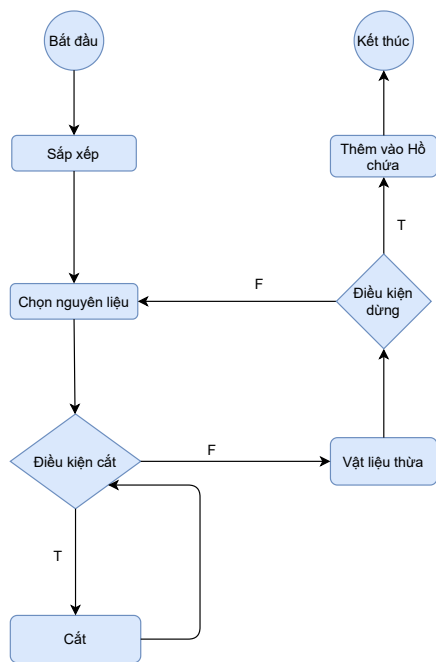 Bắt đầu
Kết thúc
Sắp xếp
Thêm vào Hồ
chứa
T
F
Chọn nguyên liệu
Điều kiện
dừng
Điều kiện cắt
F
Vật liệu thừa
T
Cắt